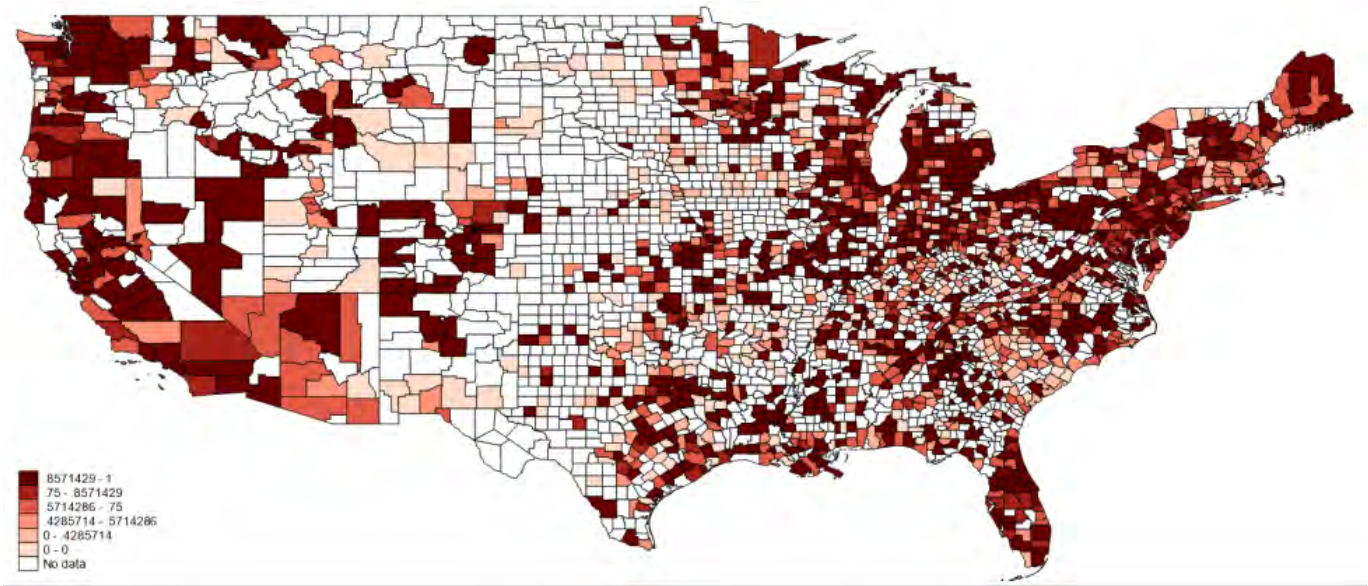 .8571429 - 1
.75 - .8571429
.5714286 - .75
.4285714 - .5714286
0 - .4285714
0 - 0
No data